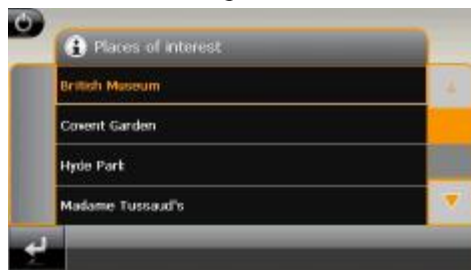 Places of interest
British Museum
Covent Garden
Hyde Park
Madame Tussaud's